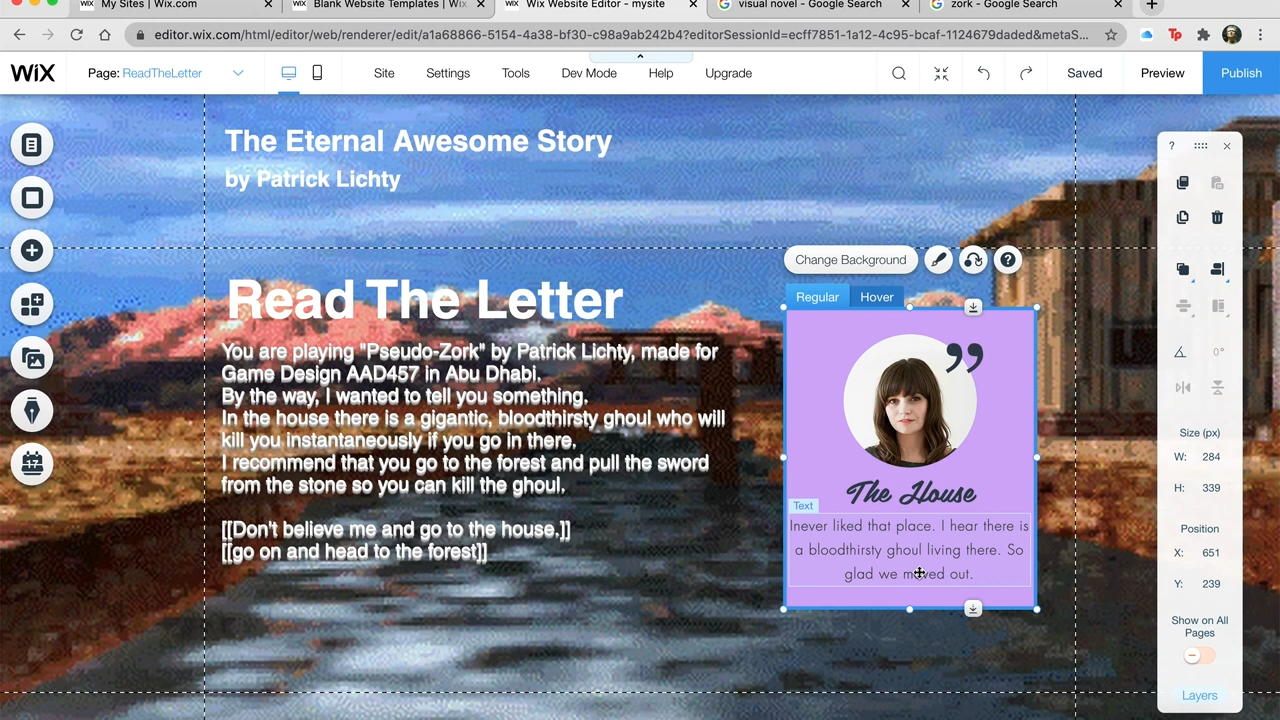 WiX My Sites | Wix.com
WiX Blank Website Templates | Wix
WiX Wix Website Editor - mysite
visual novel - Google Search
zork - Google Search
editor.wix.com/html/editor/web/renderer/edit/a1a68866-5154-4a38-bf30-c98a9ab242b4?editorSessionId=ecff7851-1a12-4c95-bcaf-1124679daded&metaS...
WiX Page: ReadTheLetter Site Settings Tools Dev Mode Help Upgrade Saved Preview Publish
The Eternal Awesome Story
by Patrick Lichty
Change Background
Regular Hover
Read The Letter
You are playing "Pseudo-Zork" by Patrick Lichty, made for
Game Design AAD457 in Abu Dhabi.
By the way, I wanted to tell you something.
In the house there is a gigantic, bloodthirsty ghoul who will
kill you instantaneously if you go in there.
I recommend that you go to the forest and pull the sword
from the stone so you can kill the ghoul.
[[Don't believe me and go to the house.]]
[[go on and head to the forest]]
”
The House
Text
Inever liked that place. I hear there is
a bloodthirsty ghoul living there. So
glad we moved out.
17
?
0°
Size (px)
W: 284
H: 339
Position
X: 651
Y: 239
Show on All
Pages
Layers